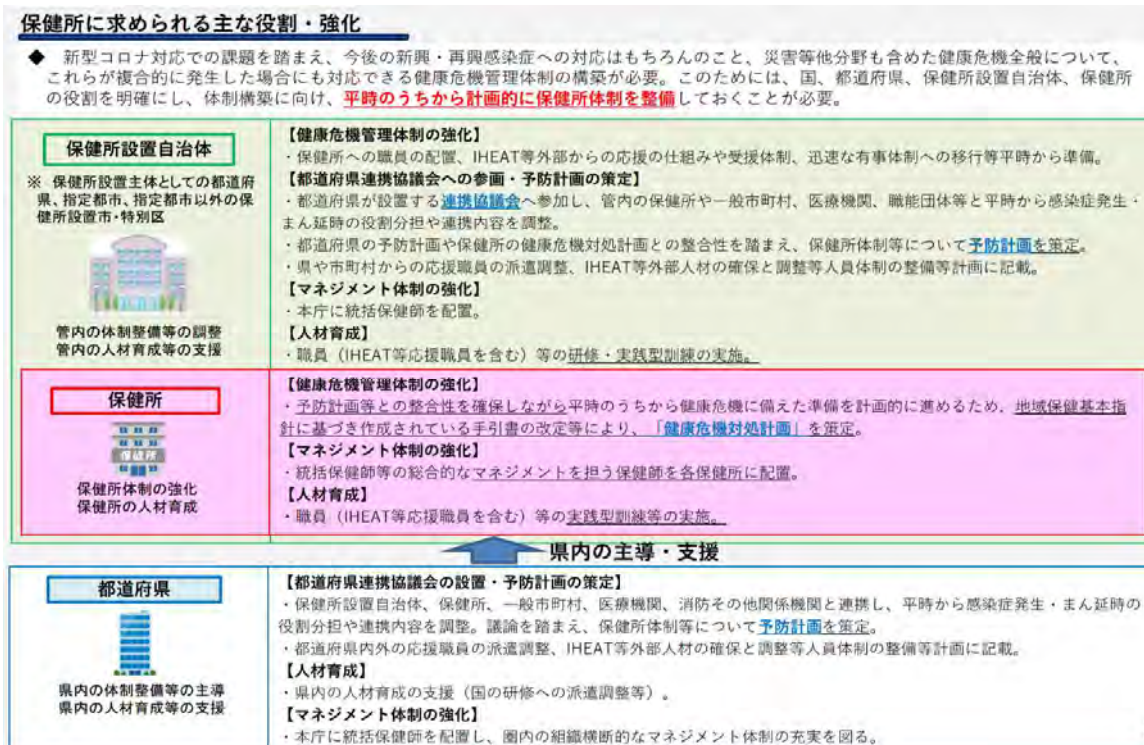 保健所に求められる主な役割・強化
◆ 新型コロナ対応での課題を踏まえ、今後の新興・再興感染症への対応はもちろんのこと、災害等他分野も含めた健康危機全般について、
これらが複合的に発生した場合にも対応できる健康危機管理体制の構築が必要。このためには、国、都道府県、保健所設置自治体、保健所
の役割を明確にし、体制構築に向け、平時のうちから計画的に保健所体制を整備しておくことが必要。
保健所設置自治体
※ 保健所設置主体としての都道府
県、指定都市、指定都市以外の保
健所設置市・特別区
管内の体制整備等の調整
管内の人材育成等の支援
【健康危機管理体制の強化】
・保健所への職員の配置、IHEAT等外部からの応援の仕組みや受援体制、迅速な有事体制への移行等平時から準備。
【都道府県連携協議会への参画・予防計画の策定】
・都道府県が設置する連携協議会へ参加し、管内の保健所や一般市町村、医療機関、職能団体等と平時から感染症発生・
まん延時の役割分担や連携内容を調整。
・都道府県の予防計画や保健所の健康危機対処計画との整合性を踏まえ、保健所体制等について予防計画を策定。
・県や市町村からの応援職員の派遣調整、IHEAT等外部人材の確保と調整等人員体制の整備等計画に記載。
【マネジメント体制の強化】
・本庁に統括保健師を配置。
【人材育成】
・職員（IHEAT等応援職員を含む）等の研修・実践型訓練の実施。
保健所
保健所
保健所体制の強化
保健所の人材育成
【健康危機管理体制の強化】
・予防計画等との整合性を確保しながら平時のうちから健康危機に備えた準備を計画的に進めるため、地域保健基本指
針に基づき作成されている手引書の改定等により、「健康危機対処計画」を策定。
【マネジメント体制の強化】
・統括保健師等の総合的なマネジメントを担う保健師を各保健所に配置。
【人材育成】
・職員（IHEAT等応援職員を含む）等の実践型訓練等の実施。
県内の主導・支援
都道府県
県内の体制整備等の主導
県内の人材育成等の支援
【都道府県連携協議会の設置・予防計画の策定】
・保健所設置自治体、保健所、一般市町村、医療機関、消防その他関係機関と連携し、平時から感染症発生・まん延時の
役割分担や連携内容を調整。議論を踏まえ、保健所体制等について予防計画を策定。
・都道府県内外の応援職員の派遣調整、IHEAT等外部人材の確保と調整等人員体制の整備等計画に記載。
【人材育成】
・県内の人材育成の支援（国の研修への派遣調整等）。
【マネジメント体制の強化】
・本庁に統括保健師を配置し、圏内の組織横断的なマネジメント体制の充実を図る。